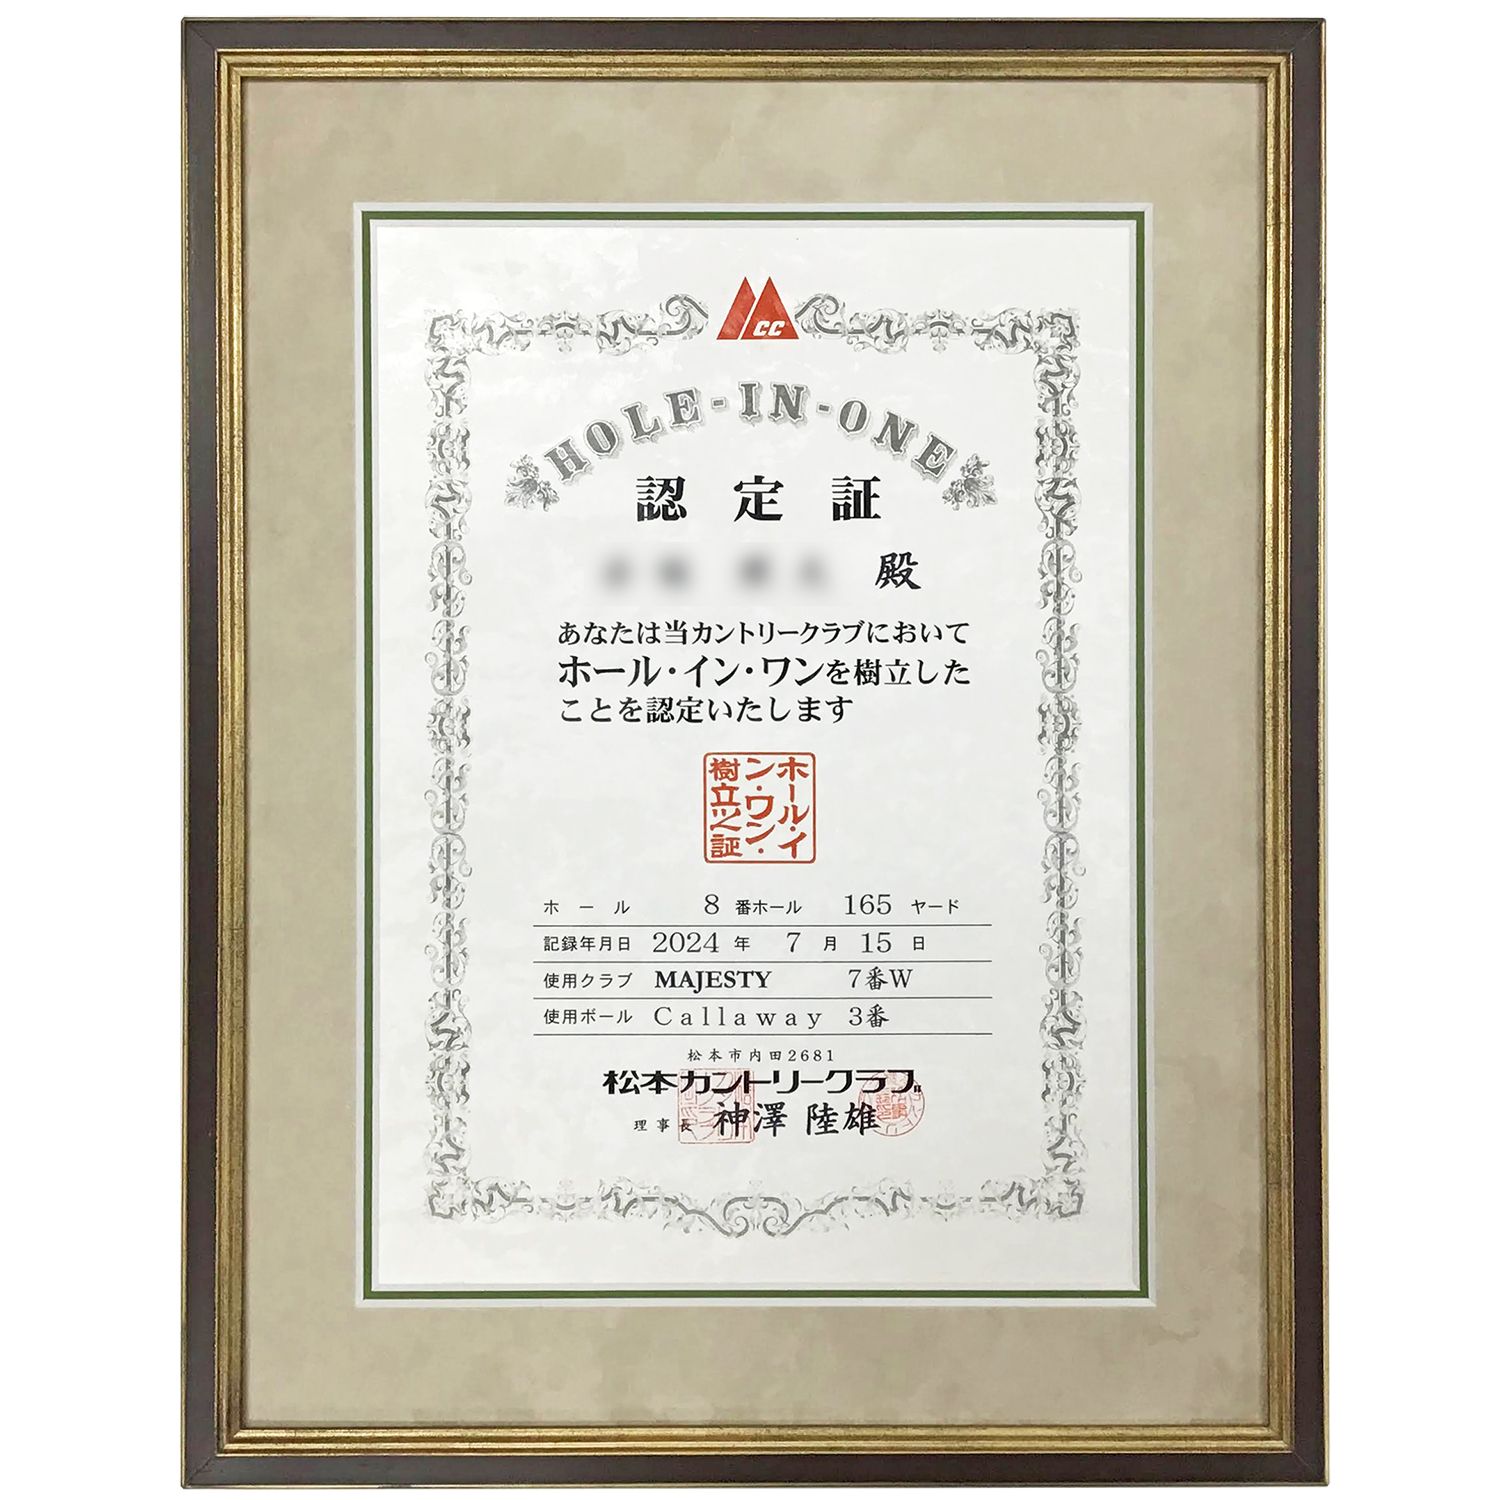 CC
HOLE-IN-ONE
認定証
殿
あなたは当カントリークラブにおいて
ホール・イン・ワンを樹立した
ことを認定いたします
ホール・イ
ン・ワン・
樹立之証
ホール 8 番ホール 165 ヤード
記録年月日 2024 年 7 月 15 日
使用クラブ MAJESTY 7番W
使用ボール Callaway 3番
松本市内田2681
松本カントリークラブ
理事長 神澤 陸雄